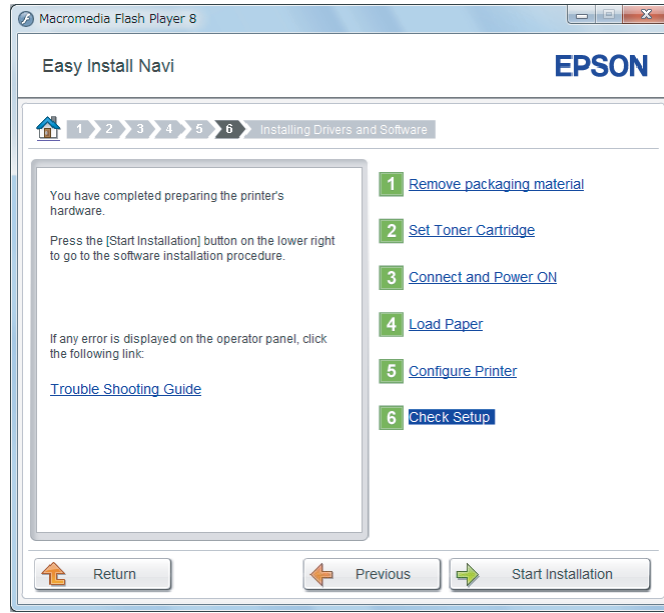 Macromedia Flash Player 8
Easy Install Navi
EPSON
1 2 3 4 5 6 Installing Drivers and Software
You have completed preparing the printer's
hardware.
Press the [Start Installation] button on the lower right
to go to the software installation procedure.
If any error is displayed on the operator panel, click
the following link:
Trouble Shooting Guide
1 Remove packaging material
2 Set Toner Cartridge
3 Connect and Power ON
4 Load Paper
5 Configure Printer
6 Check Setup
Return
Previous
Start Installation